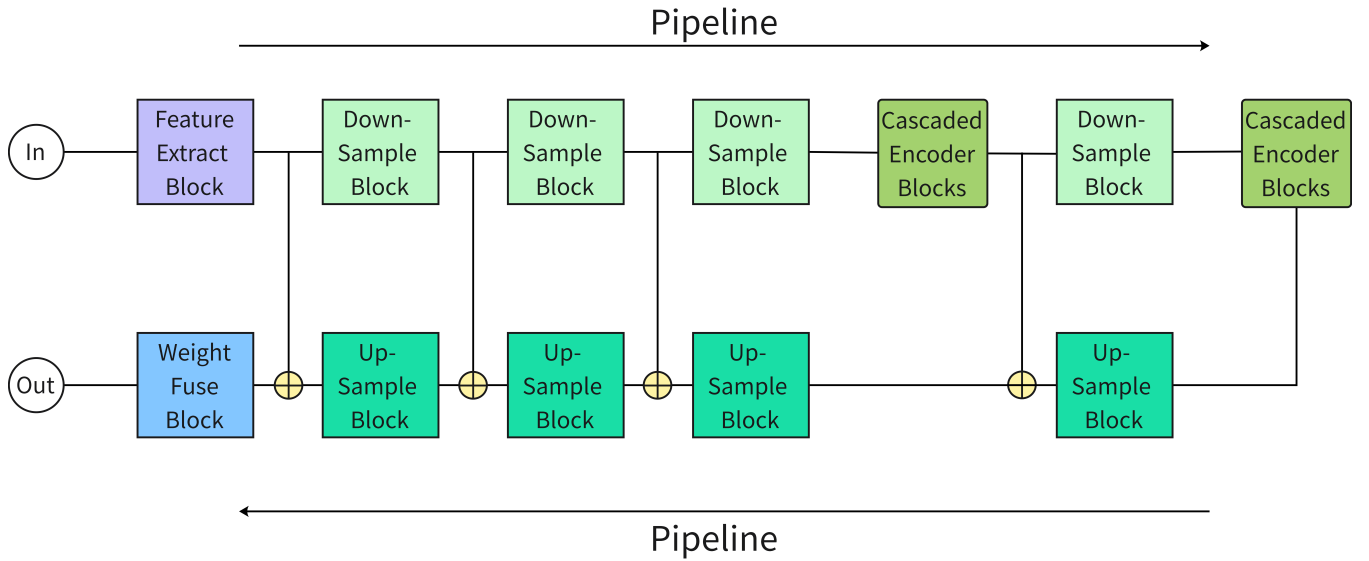 Pipeline
In
Feature
Extract
Block
Down-
Sample
Block
Down-
Sample
Block
Down-
Sample
Block
Cascaded
Encoder
Blocks
Down-
Sample
Block
Cascaded
Encoder
Blocks
Out
Weight
Fuse
Block
Up-
Sample
Block
Up-
Sample
Block
Up-
Sample
Block
Up-
Sample
Block
Pipeline